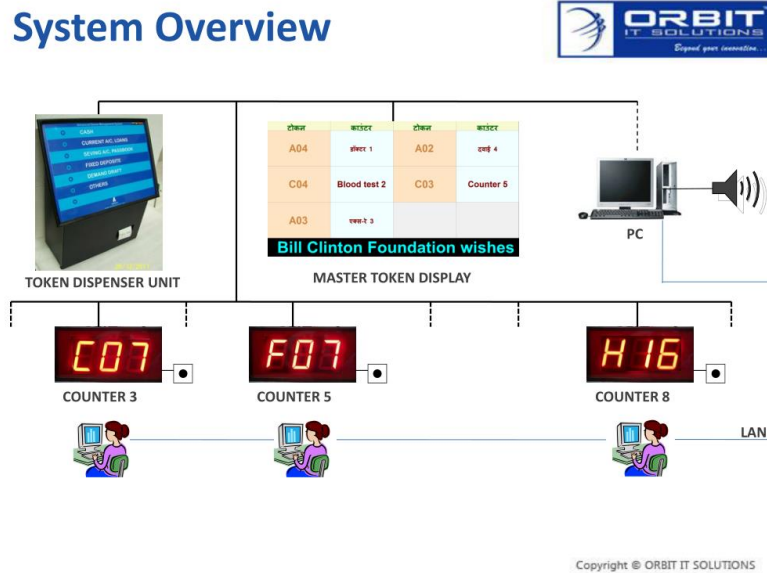 System Overview
ORBIT
IT SOLUTIONS
Beyond your innovation...
CASH
CURRENT A/C, LOANS
SEVING A/C, PASSBOOK
FIXED DEPOSITE
DEMAND DRAFT
OTHERS
टोकन काउंटर टोकन काउंटर
A04 डॉक्टर 1 A02 दवाई 4
C04 Blood test 2 C03 Counter 5
A03 एक्स-रे 3
Bill Clinton Foundation wishes
PC
TOKEN DISPENSER UNIT
MASTER TOKEN DISPLAY
C07
F07
H16
COUNTER 3
COUNTER 5
COUNTER 8
LAN
Copyright © ORBIT IT SOLUTIONS